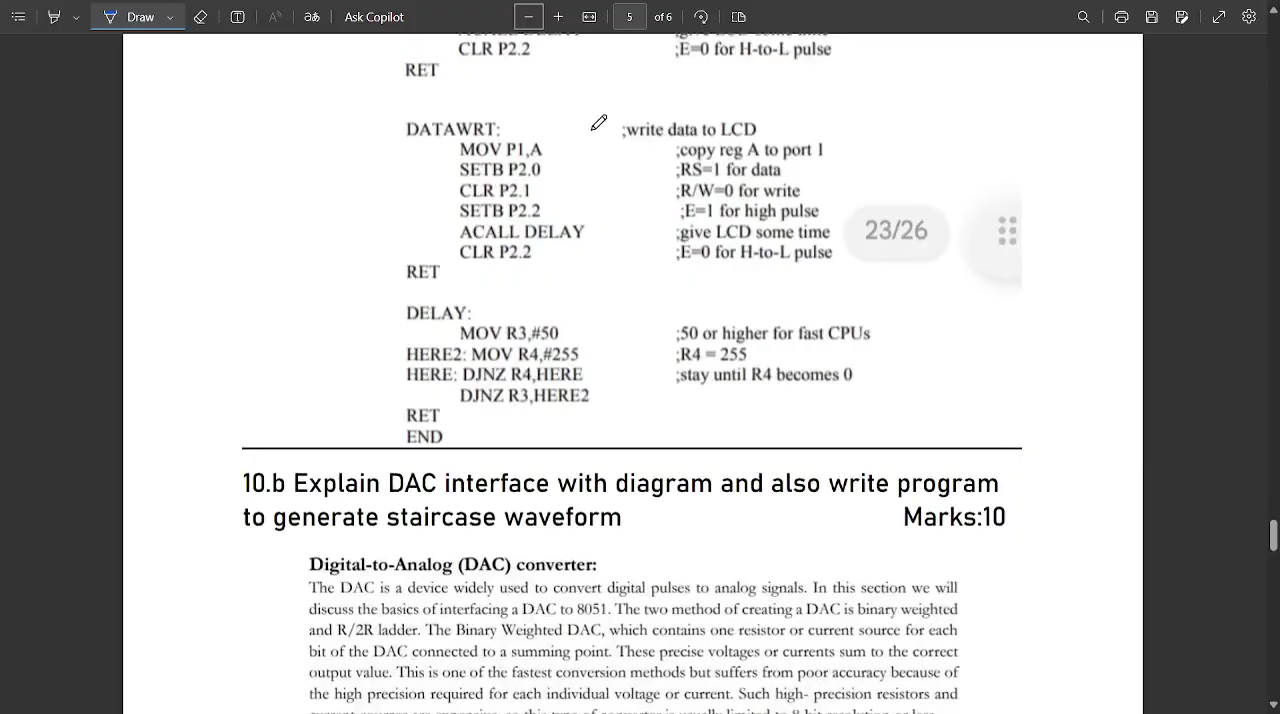 Draw
Ask Copilot
5
of 6
CLR P2.2 ;E=0 for H-to-L pulse
RET
DATAWRT: ;write data to LCD
MOV P1,A ;copy reg A to port 1
SETB P2.0 ;RS=1 for data
CLR P2.1 ;R/W=0 for write
SETB P2.2 ;E=1 for high pulse
ACALL DELAY ;give LCD some time
CLR P2.2 ;E=0 for H-to-L pulse
RET
23/26
DELAY:
MOV R3,#50 ;50 or higher for fast CPUs
HERE2: MOV R4,#255 ;R4 = 255
HERE: DJNZ R4,HERE ;stay until R4 becomes 0
DJNZ R3,HERE2
RET
END
10.b Explain DAC interface with diagram and also write program
to generate staircase waveform Marks:10
Digital-to-Analog (DAC) converter:
The DAC is a device widely used to convert digital pulses to analog signals. In this section we will
discuss the basics of interfacing a DAC to 8051. The two method of creating a DAC is binary weighted
and R/2R ladder. The Binary Weighted DAC, which contains one resistor or current source for each
bit of the DAC connected to a summing point. These precise voltages or currents sum to the correct
output value. This is one of the fastest conversion methods but suffers from poor accuracy because of
the high precision required for each individual voltage or current. Such high- precision resistors and